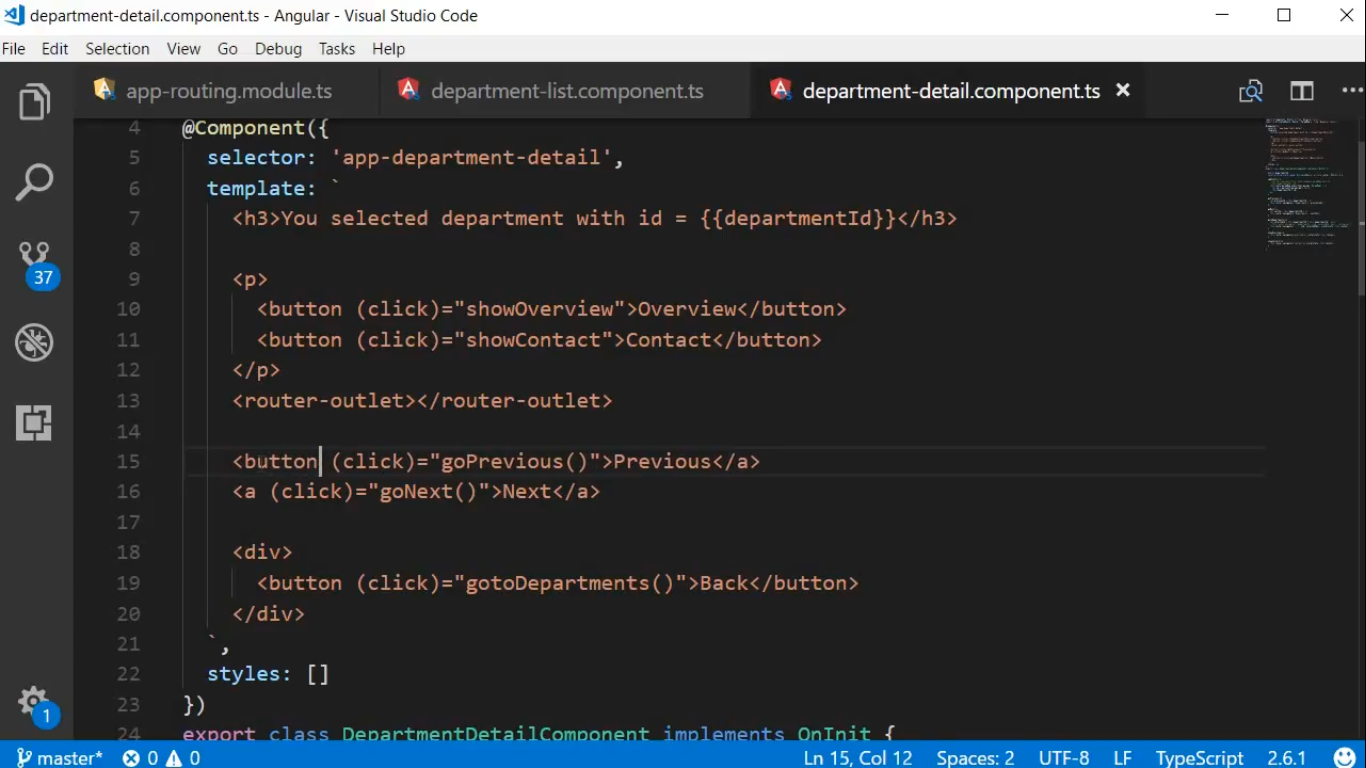 department-detail.component.ts - Angular - Visual Studio Code
File Edit Selection View Go Debug Tasks Help
app-routing.module.ts department-list.component.ts department-detail.component.ts
4 @Component({
5 selector: 'app-department-detail',
6 template: `
7 <h3>You selected department with id = {{departmentId}}</h3>
8
9 <p>
10 <button (click)="showOverview">Overview</button>
11 <button (click)="showContact">Contact</button>
12 </p>
13 <router-outlet></router-outlet>
14
15 <button (click)="goPrevious()">Previous</a>
16 <a (click)="goNext()">Next</a>
17
18 <div>
19 <button (click)="gotoDepartments()">Back</button>
20 </div>
21 `,
22 styles: []
23 })
24 export class DepartmentDetailComponent implements OnInit {
37
1
master* 0 0 Ln 15, Col 12 Spaces: 2 UTF-8 LF TypeScript 2.6.1